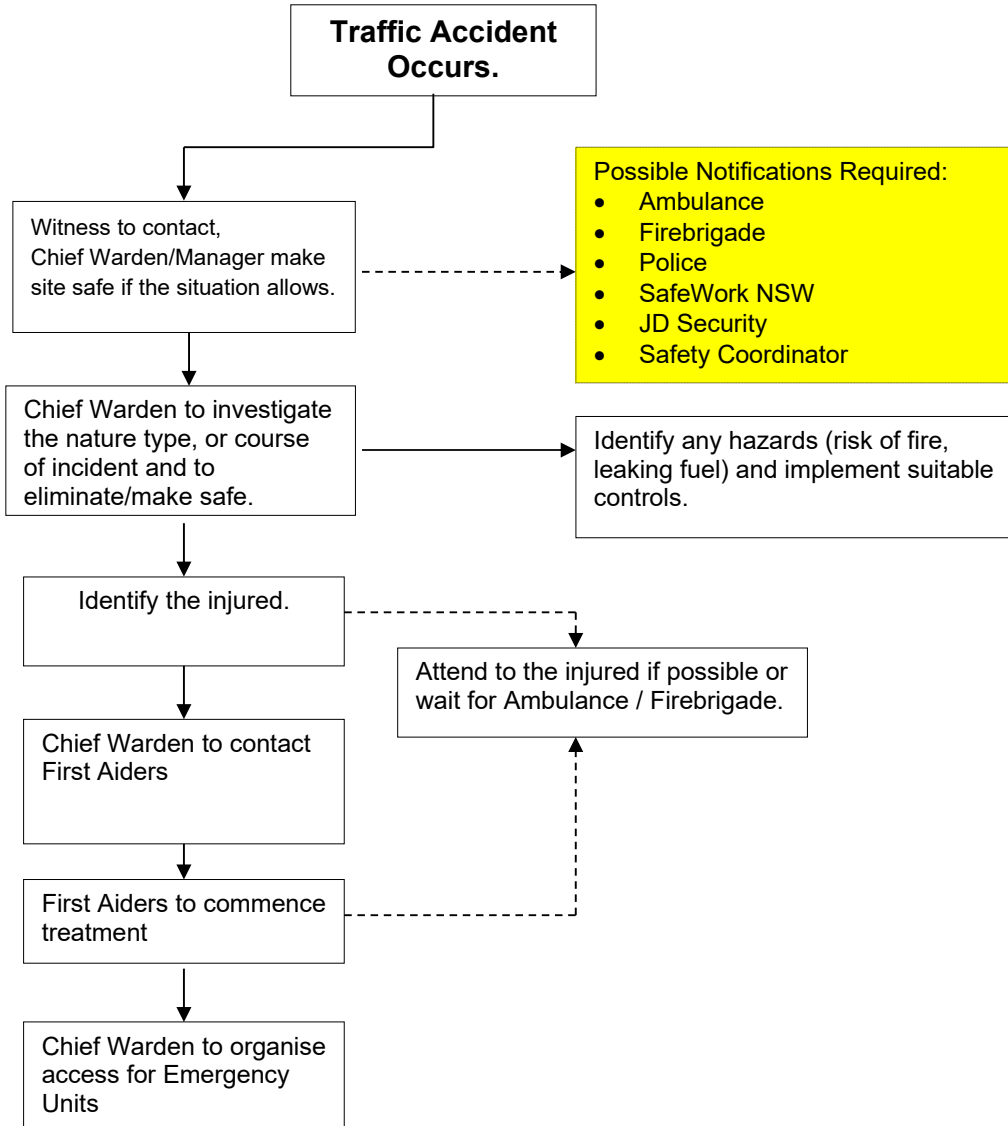 Traffic Accident
Occurs.
Witness to contact,
Chief Warden/Manager make
site safe if the situation allows.
Possible Notifications Required:
• Ambulance
• Firebrigade
• Police
• SafeWork NSW
• JD Security
• Safety Coordinator
Chief Warden to investigate
the nature type, or course
of incident and to
eliminate/make safe.
Identify any hazards (risk of fire,
leaking fuel) and implement suitable
controls.
Identify the injured.
Attend to the injured if possible or
wait for Ambulance / Firebrigade.
Chief Warden to contact
First Aiders
First Aiders to commence
treatment
Chief Warden to organise
access for Emergency
Units